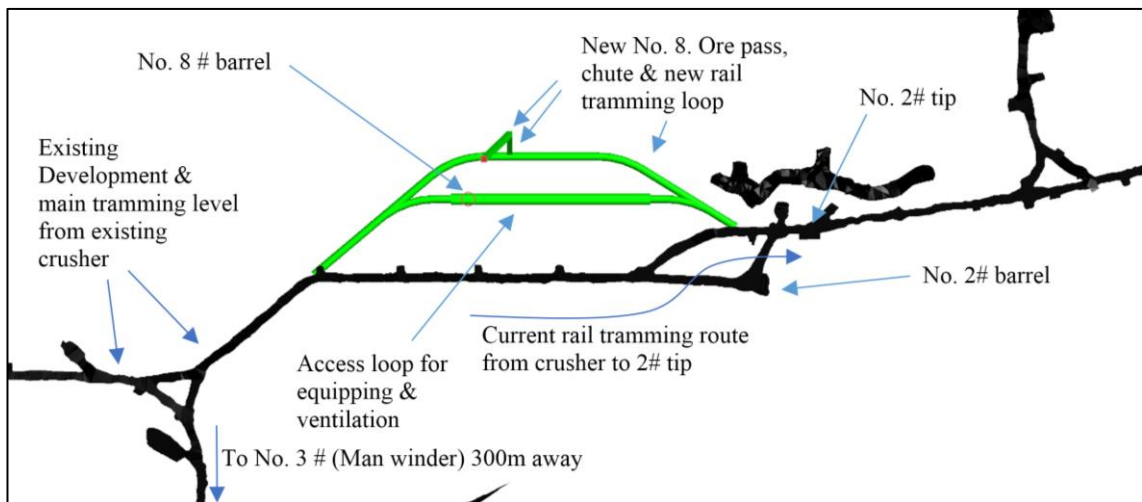 No. 8 # barrel
New No. 8. Ore pass,
chute & new rail
tramming loop
No. 2# tip
Existing
Development &
main tramming level
from existing
crusher
No. 2# barrel
Access loop for
equipping &
ventilation
Current rail tramming route
from crusher to 2# tip
To No. 3 # (Man winder) 300m away